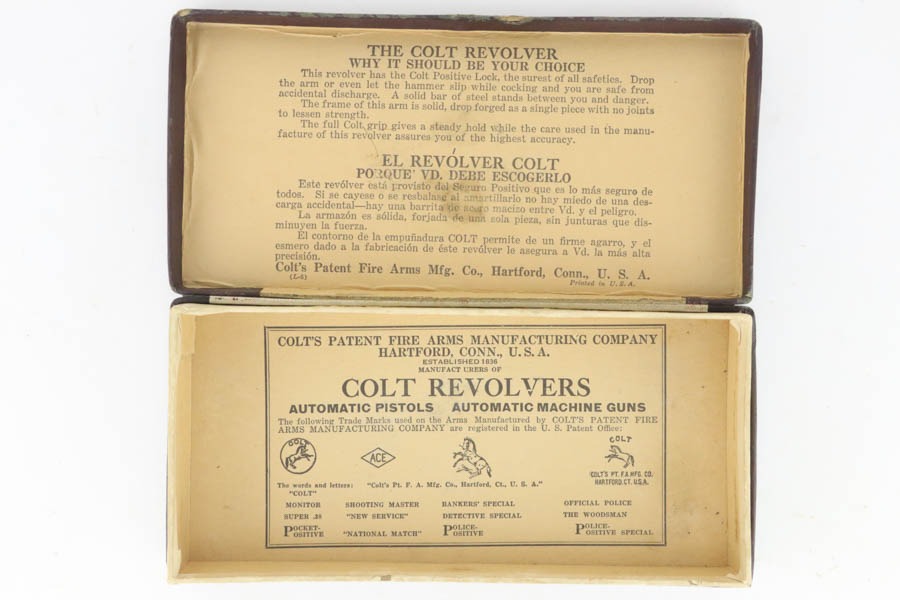 THE COLT REVOLVER
WHY IT SHOULD BE YOUR CHOICE
This revolver has the Colt Positive Lock, the surest of all safeties. Drop
the arm or even let the hammer slip while cocking and you are safe from
accidental discharge. A solid bar of steel stands between you and danger.
The frame of this arm is solid, drop forged as a single piece with no joints
to lessen strength.
The full Colt grip gives a steady hold while the care used in the manu-
facture of this revolver assures you of the highest accuracy.
EL REVÓLVER COLT
PORQUE' VD. DEBE ESCOGERLO
Este revólver está provisto del Seguro Positivo que es lo más seguro de
todos. Si se cayese o se resbalase al amartillarlo no hay miedo de una des-
carga accidental—hay una barrita de acero macizo entre Vd. y el peligro.
La armazón es sólida, forjada de una sola pieza, sin junturas que dis-
minuyen la fuerza.
El contorno de la empuñadura COLT permite de un firme agarro, y el
esmero dado a la fabricación de éste revólver le asegura a Vd. la más alta
precisión.
Colt's Patent Fire Arms Mfg. Co., Hartford, Conn., U. S. A.
(L-6) Printed in U.S.A.
COLT'S PATENT FIRE ARMS MANUFACTURING COMPANY
HARTFORD, CONN., U. S. A.
ESTABLISHED 1836
MANUFACTURERS OF
COLT REVOLVERS
AUTOMATIC PISTOLS AUTOMATIC MACHINE GUNS
The following Trade Marks used on the Arms Manufactured by COLT'S PATENT FIRE
ARMS MANUFACTURING COMPANY are registered in the U. S. Patent Office:
COLT
ACE
COLT
COLT'S PT. F.A. MFG. CO.
HARTFORD, CT. U.S.A.
The words and letters: "Colt's Pt. F. A. Mfg. Co., Hartford, Ct., U. S. A."
"COLT"
MONITOR SHOOTING MASTER BANKERS' SPECIAL OFFICIAL POLICE
SUPER .38 "NEW SERVICE" DETECTIVE SPECIAL THE WOODSMAN
POCKET-POSITIVE "NATIONAL MATCH" POLICE-POSITIVE POLICE-POSITIVE SPECIAL